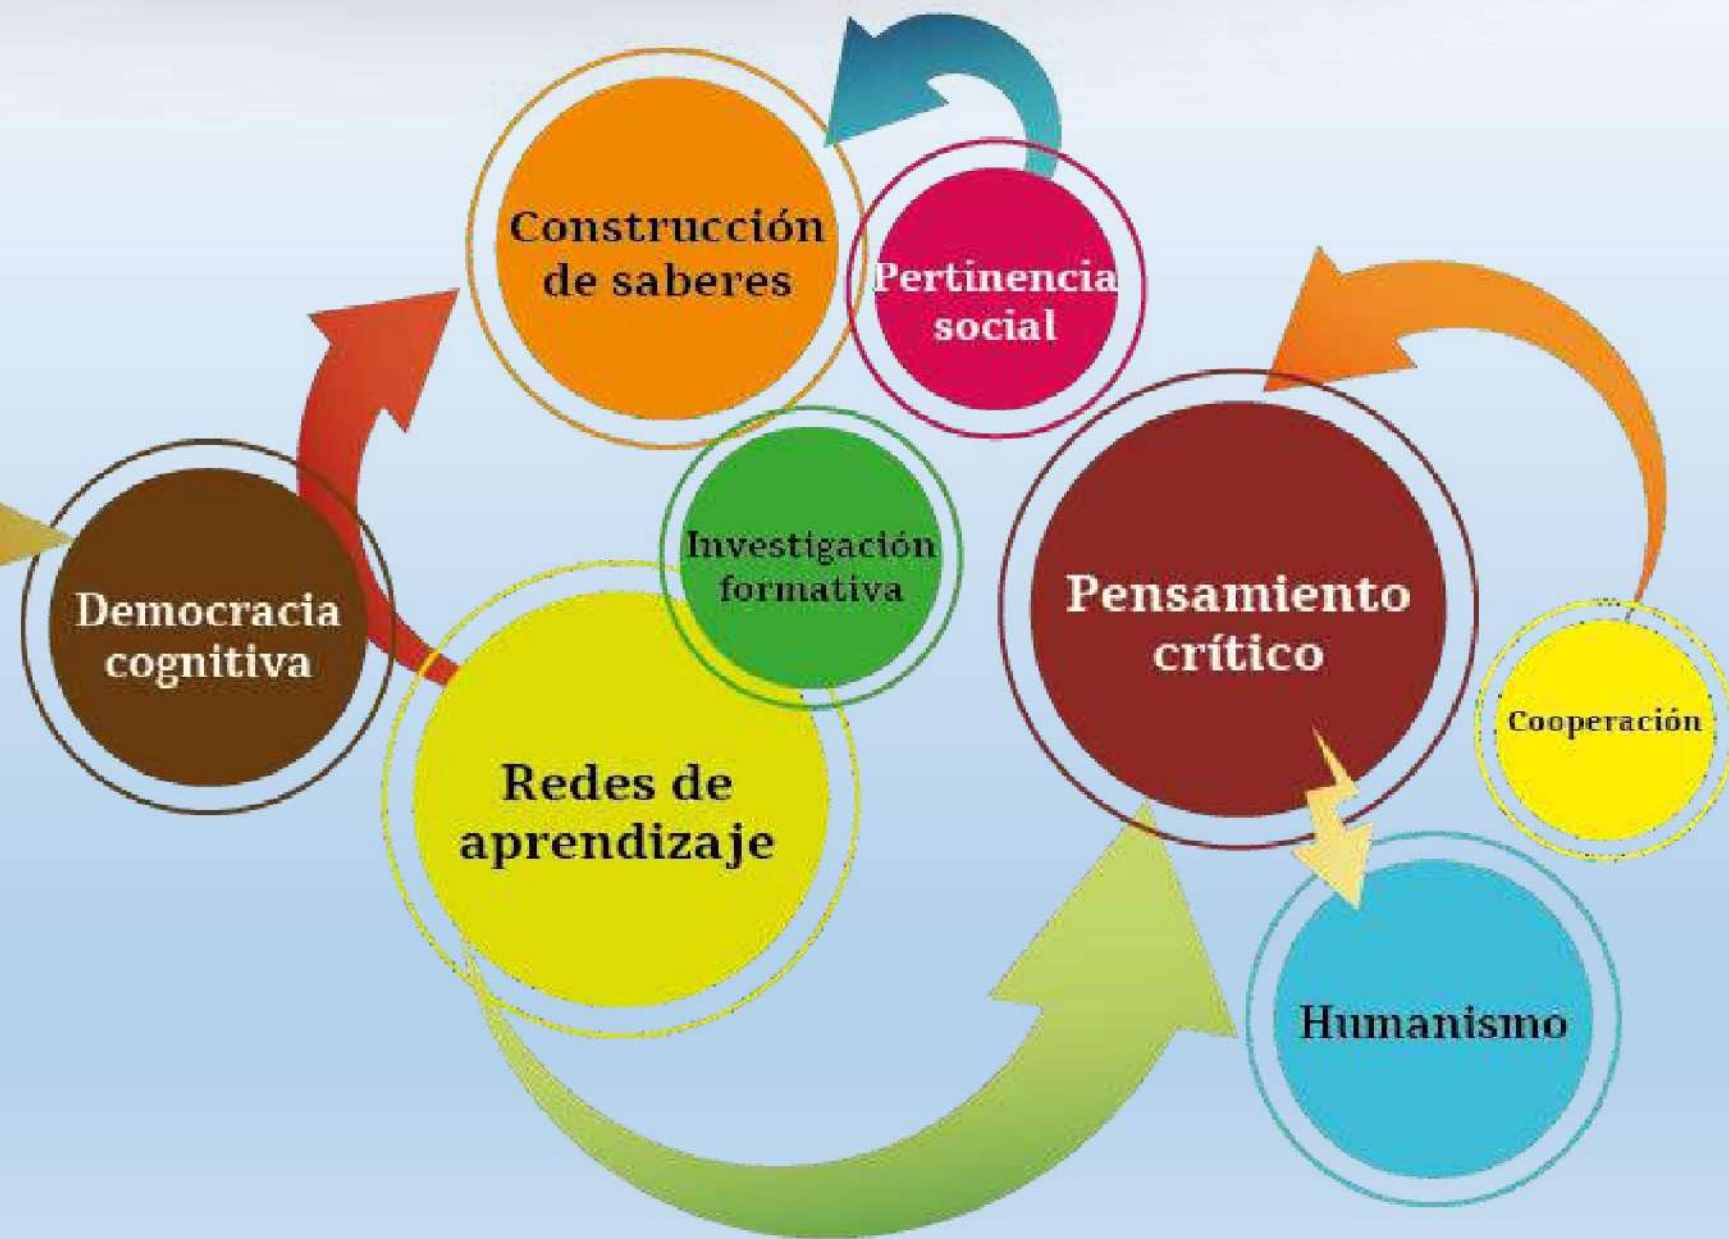 Construcción
de saberes
Pertinencia
social
Investigación
formativa
Democracia
cognitiva
Pensamiento
crítico
Cooperación
Redes de
aprendizaje
Humanismo